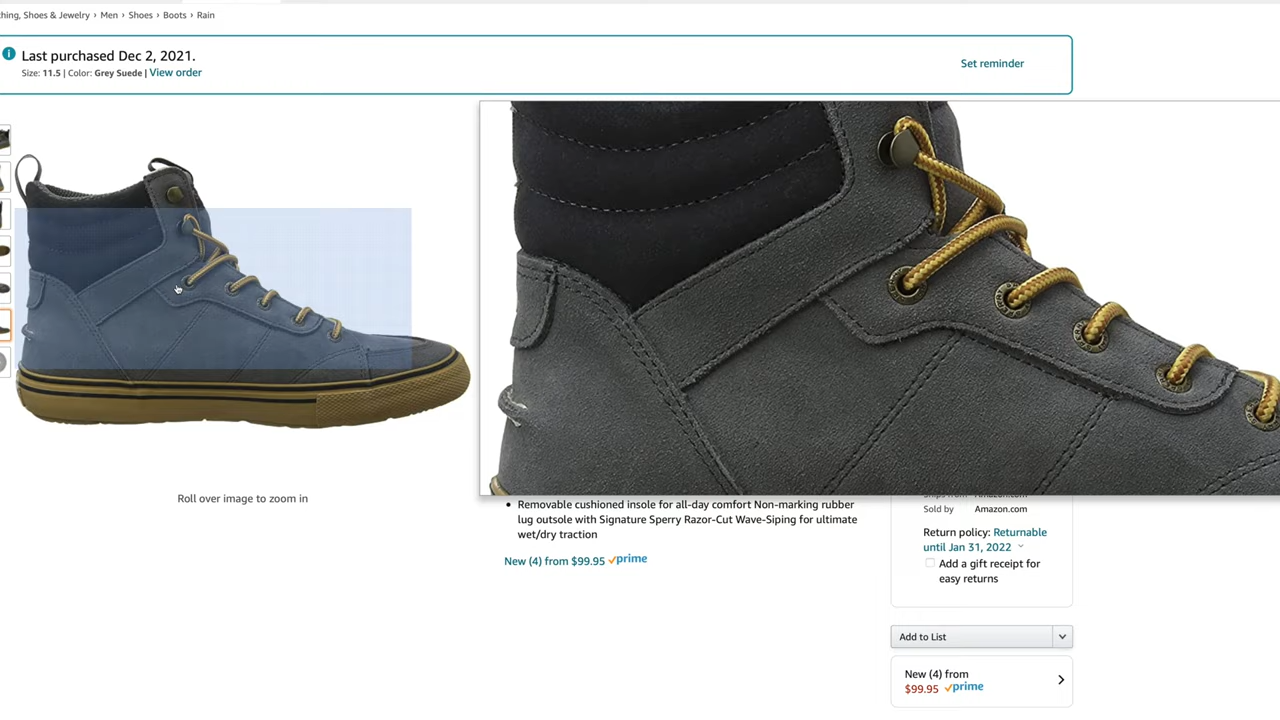 hing, Shoes & Jewelry › Men › Shoes › Boots › Rain
Last purchased Dec 2, 2021.
Set reminder
Size: 11.5 | Color: Grey Suede | View order
Roll over image to zoom in
• Removable cushioned insole for all-day comfort Non-marking rubber
lug outsole with Signature Sperry Razor-Cut Wave-Siping for ultimate
wet/dry traction
New (4) from $99.95 prime
Ships from Amazon.com
Sold by Amazon.com
Return policy: Returnable
until Jan 31, 2022
Add a gift receipt for
easy returns
Add to List
New (4) from
$99.95 prime